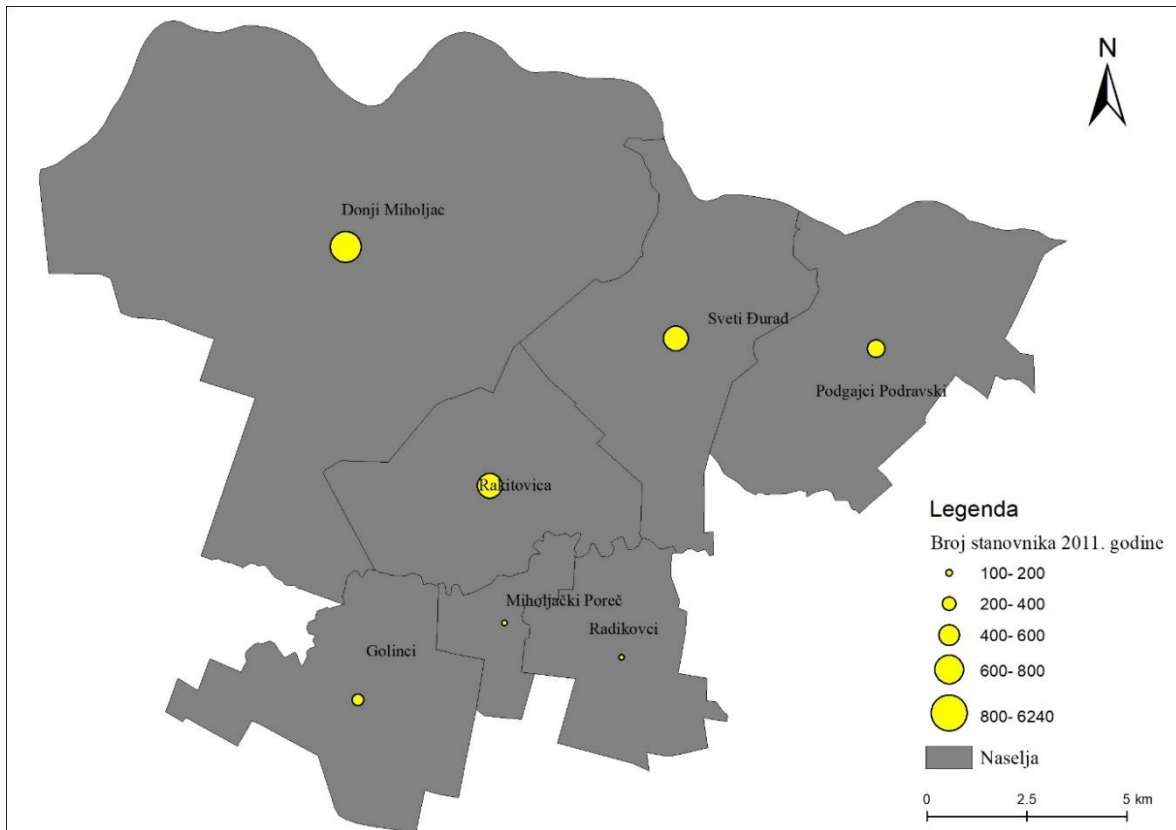 N
Donji Miholjac
Sveti Đurađ
Podgajci Podravski
Rakitovica
Miholjački Poreč
Radikovci
Golinci
Legenda
Broj stanovnika 2011. godine
100- 200
200- 400
400- 600
600- 800
800- 6240
Naselja
0 2.5 5 km